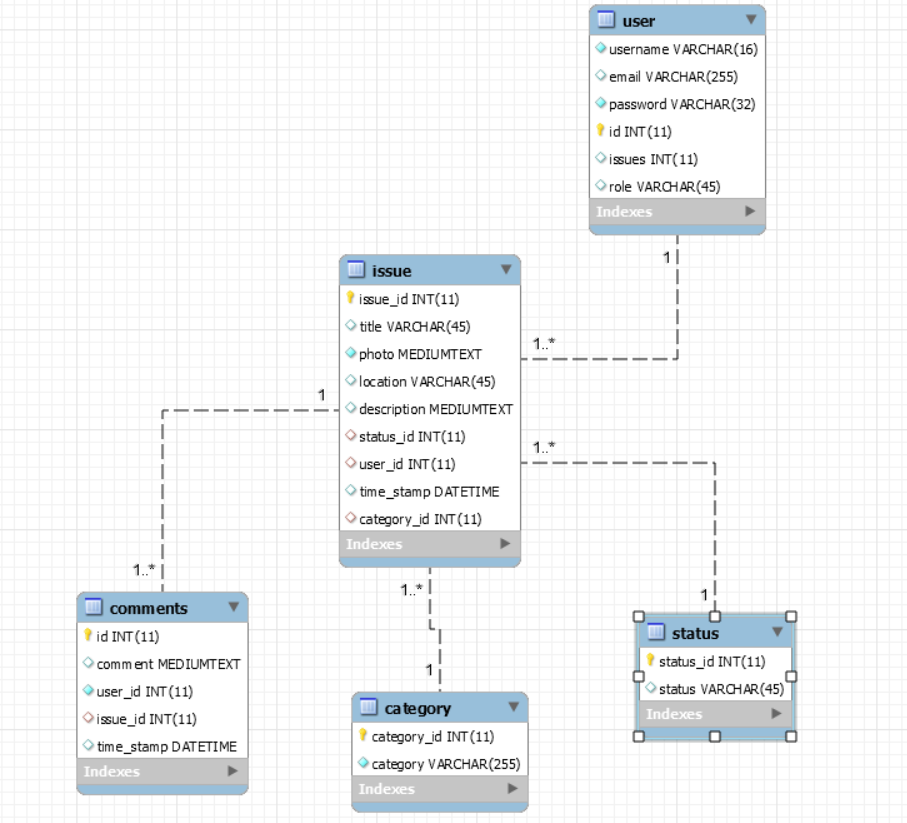 user
username VARCHAR(16)
email VARCHAR(255)
password VARCHAR(32)
id INT(11)
issues INT(11)
role VARCHAR(45)
Indexes
1
issue
issue_id INT(11)
title VARCHAR(45)
photo MEDIUMTEXT
location VARCHAR(45)
description MEDIUMTEXT
status_id INT(11)
user_id INT(11)
time_stamp DATETIME
category_id INT(11)
Indexes
1..*
1
1..*
1..*
1..*
1
1
comments
id INT(11)
comment MEDIUMTEXT
user_id INT(11)
issue_id INT(11)
time_stamp DATETIME
Indexes
category
category_id INT(11)
category VARCHAR(255)
Indexes
status
status_id INT(11)
status VARCHAR(45)
Indexes